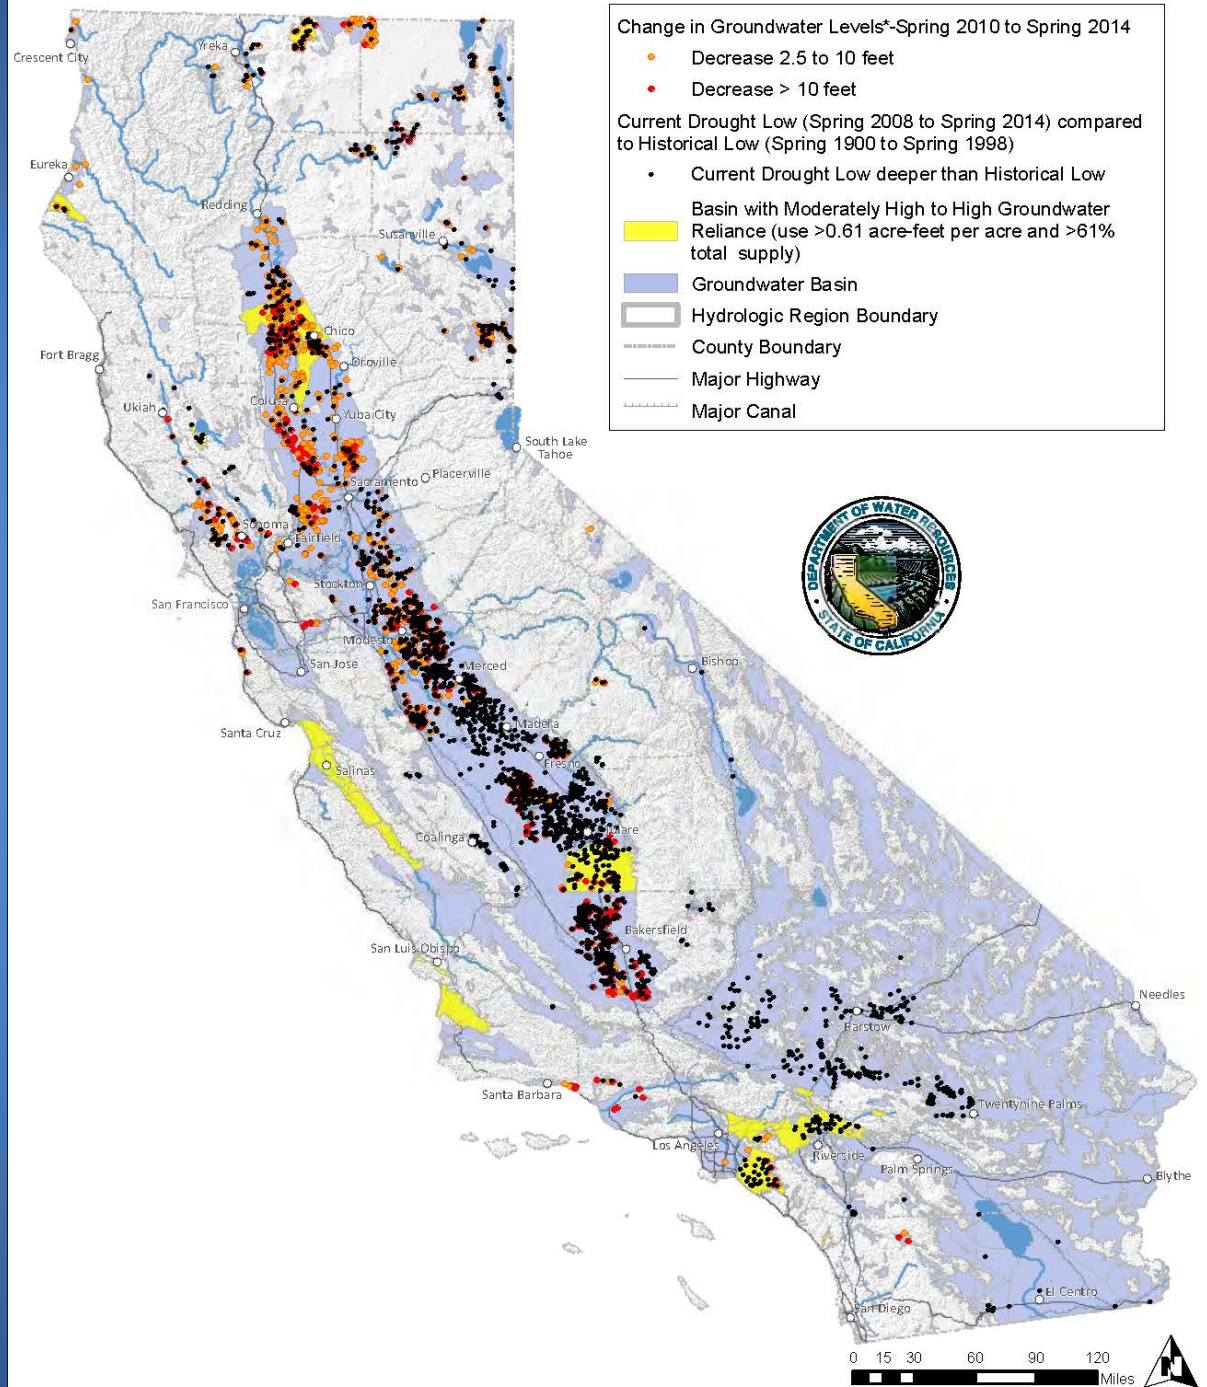 Change in Groundwater Levels*-Spring 2010 to Spring 2014
Decrease 2.5 to 10 feet
Decrease > 10 feet
Current Drought Low (Spring 2008 to Spring 2014) compared
to Historical Low (Spring 1900 to Spring 1998)
Current Drought Low deeper than Historical Low
Basin with Moderately High to High Groundwater
Reliance (use >0.61 acre-feet per acre and >61%
total supply)
Groundwater Basin
Hydrologic Region Boundary
County Boundary
Major Highway
Major Canal
Crescent City
Yreka
Eureka
Redding
Susanville
Chico
Fort Bragg
Oroville
Colusa
Ukiah
Yuba City
South Lake
Tahoe
Placerville
Sacramento
Sonoma
Fairfield
Stockton
San Francisco
Modesto
San Jose
Merced
Bishop
Santa Cruz
Madera
Fresno
Salinas
Tulare
Coalinga
Bakersfield
San Luis Obispo
Needles
Barstow
Santa Barbara
Twentynine Palms
Los Angeles
Riverside
Palm Springs
Blythe
El Centro
San Diego
DEPARTMENT OF WATER RESOURCES
STATE OF CALIFORNIA
0 15 30 60 90 120
Miles
N